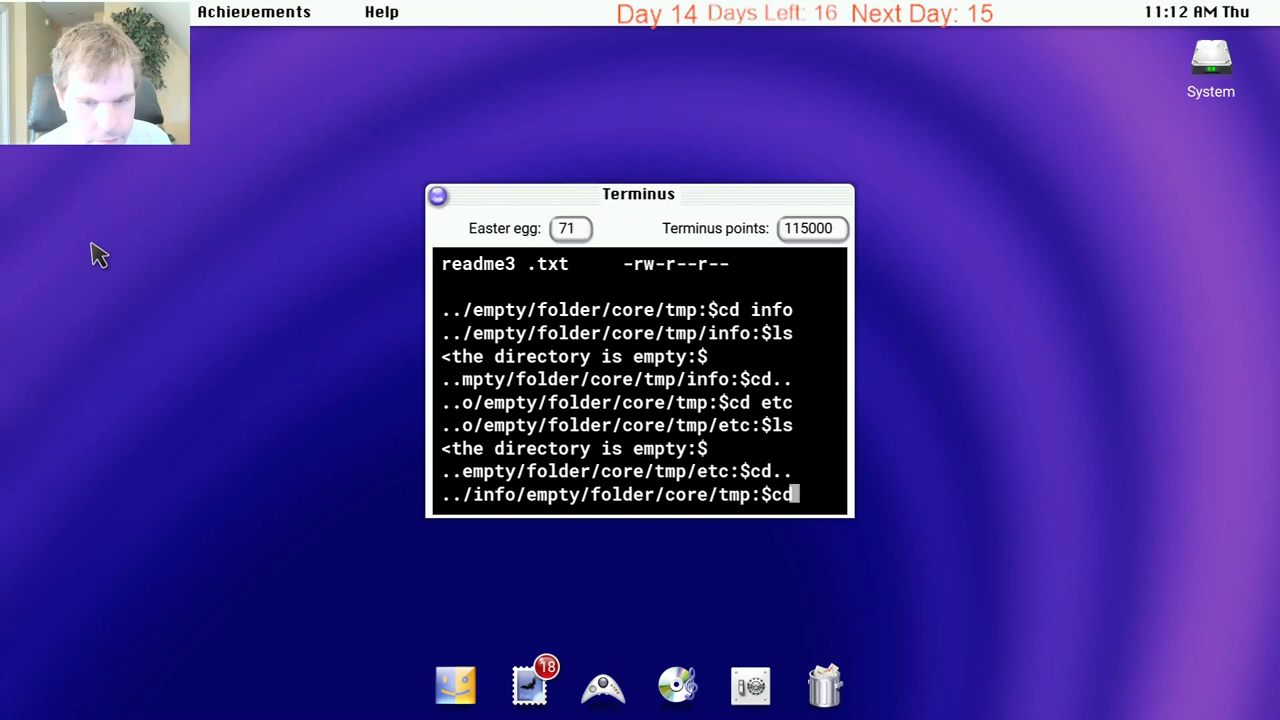 Achievements Help Day 14 Days Left: 16 Next Day: 15 11:12 AM Thu
System
Terminus
Easter egg: 71 Terminus points: 115000
readme3 .txt -rw-r--r--
../empty/folder/core/tmp:$cd info
../empty/folder/core/tmp/info:$ls
<the directory is empty:$
..mpty/folder/core/tmp/info:$cd..
..o/empty/folder/core/tmp:$cd etc
..o/empty/folder/core/tmp/etc:$ls
<the directory is empty:$
..empty/folder/core/tmp/etc:$cd..
../info/empty/folder/core/tmp:$cd
18